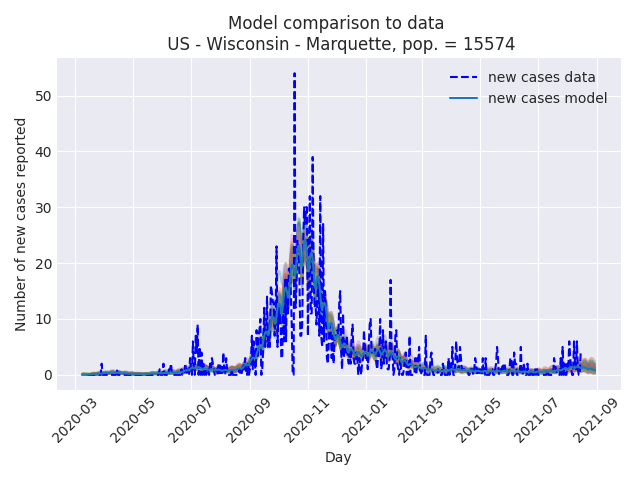 Model comparison to data
US - Wisconsin - Marquette, pop. = 15574
new cases data
new cases model
Number of new cases reported
50
40
30
20
10
0
2020-03
2020-05
2020-07
2020-09
2020-11
2021-01
2021-03
2021-05
2021-07
2021-09
Day